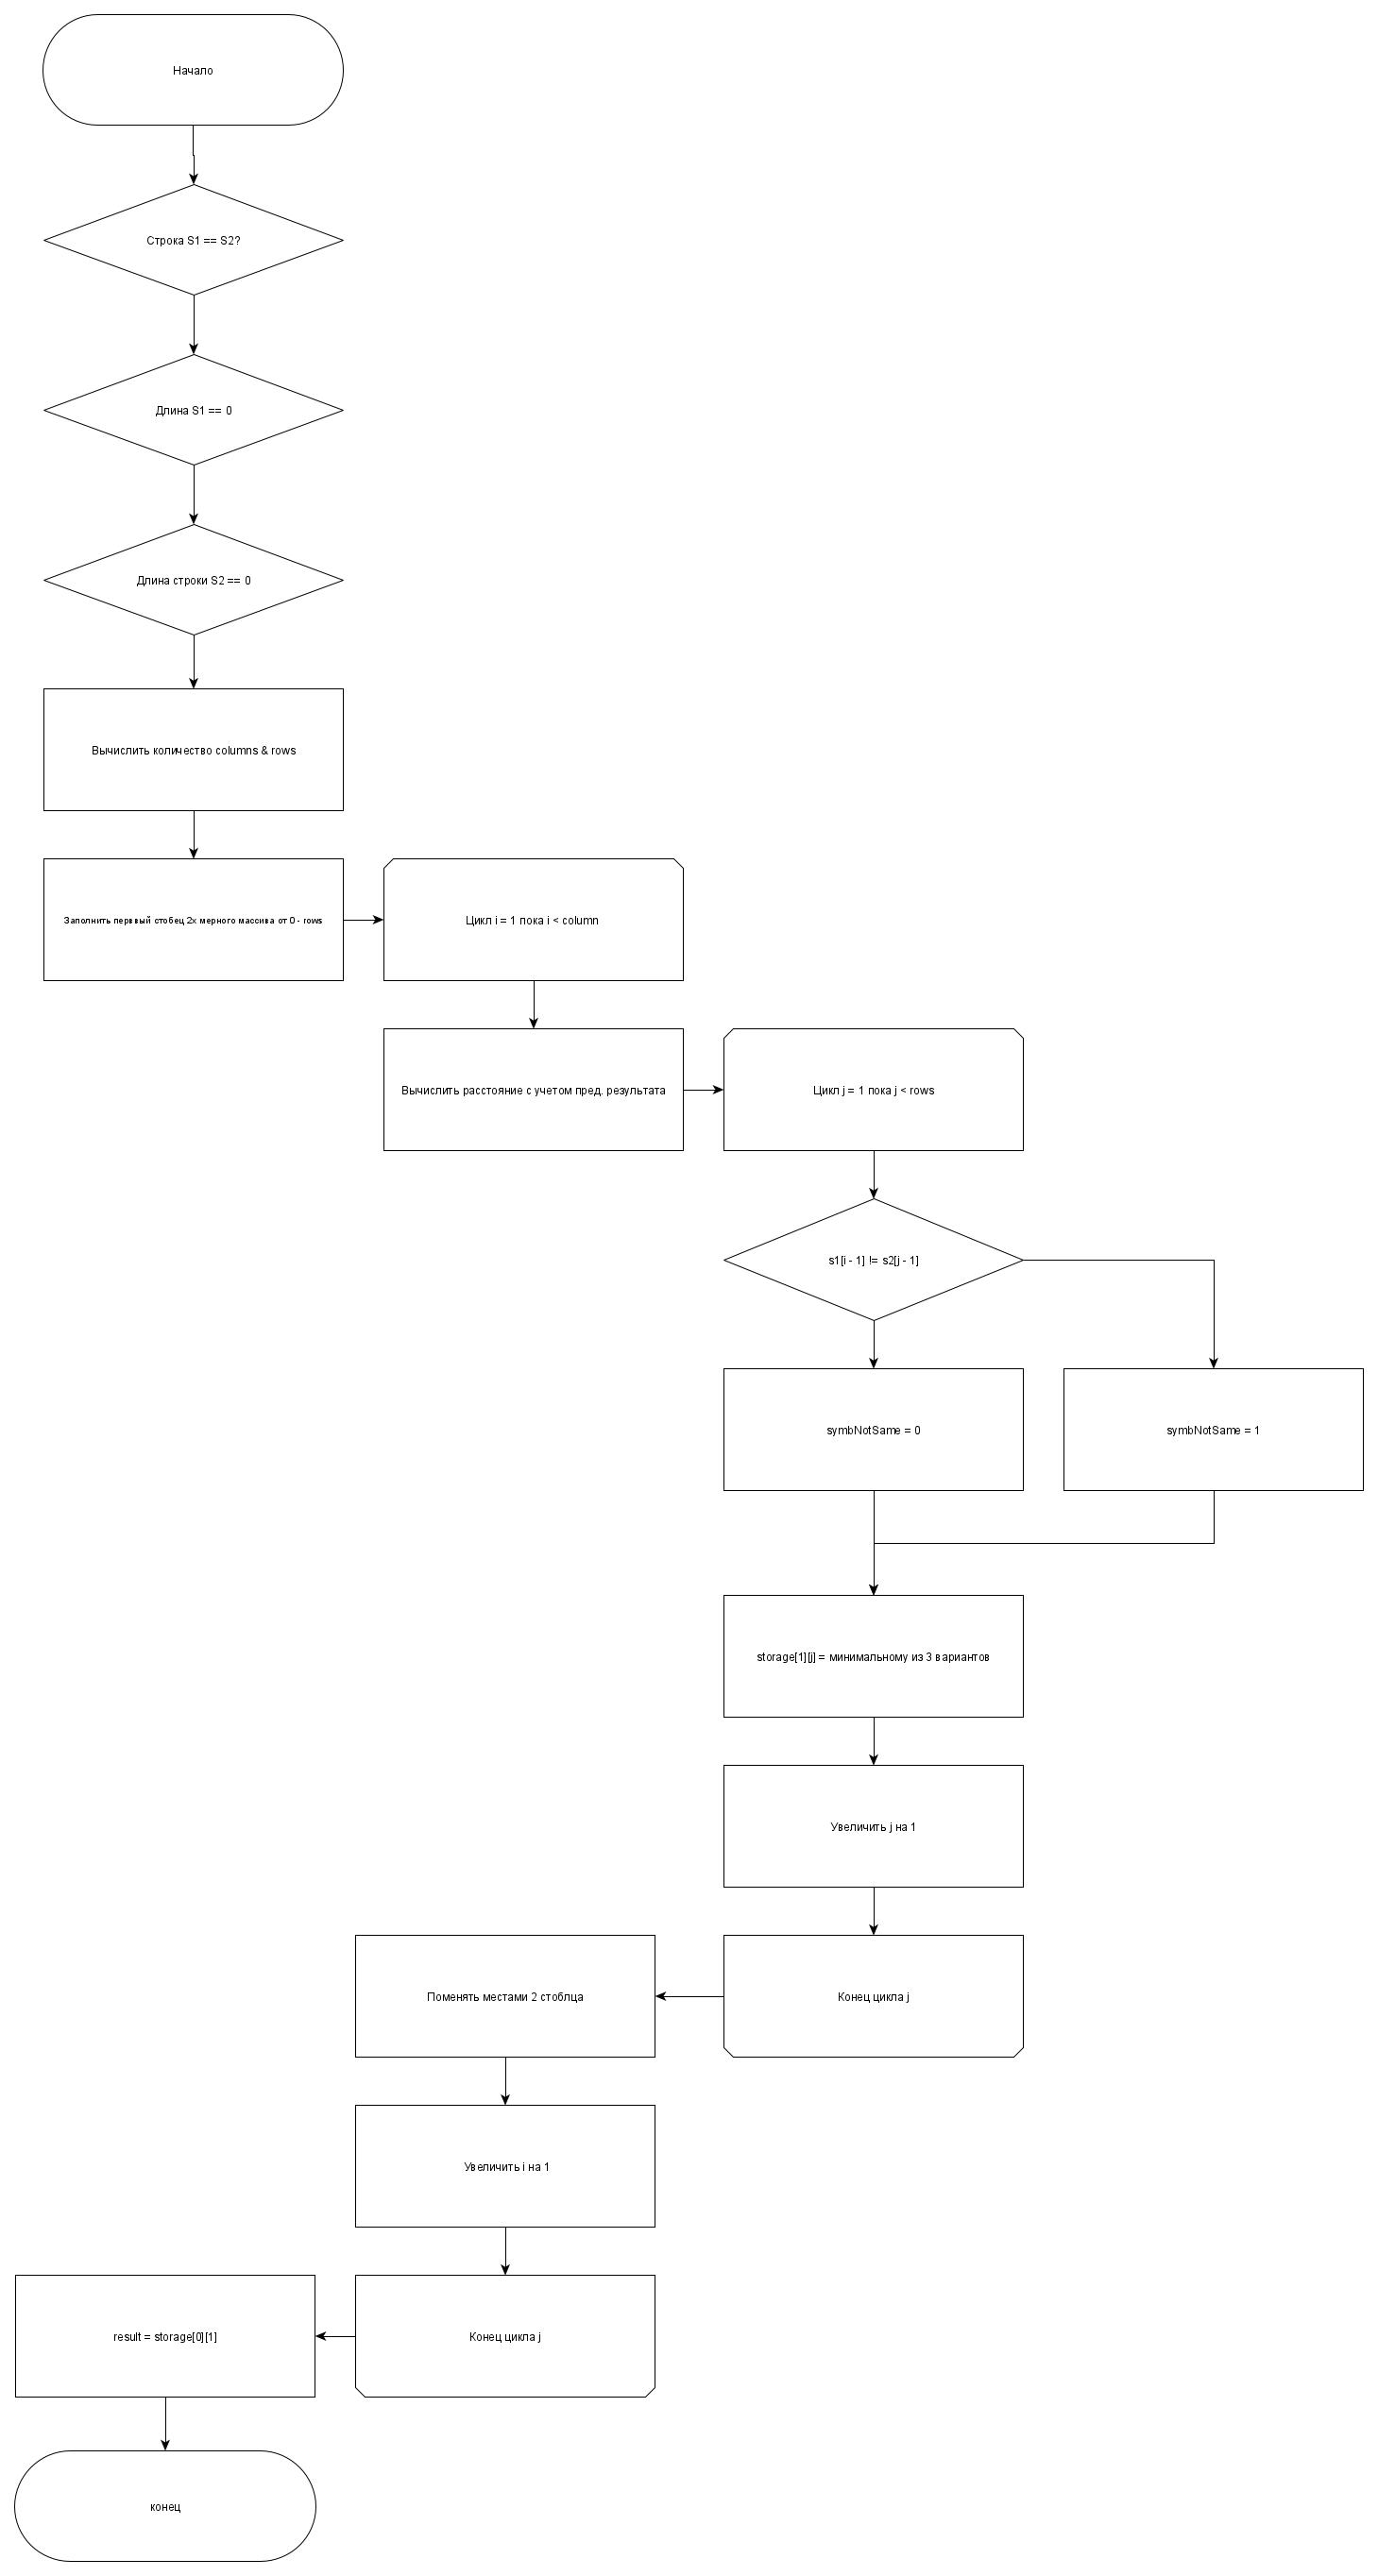 Начало
Строка S1 == S2?
Длина S1 == 0
Длина строки S2 == 0
Вычислить количество columns & rows
Заполнить перввый стобец 2х мерного массива от 0 - rows
Цикл i = 1 пока i < column
Вычислить расстояние с учетом пред. результата
Цикл j = 1 пока j < rows
s1[i - 1] != s2[j - 1]
symbNotSame = 0
symbNotSame = 1
storage[1][j] = минимальному из 3 вариантов
Увеличить j на 1
Конец цикла j
Поменять местами 2 стоблца
Увеличить i на 1
Конец цикла j
result = storage[0][1]
конец